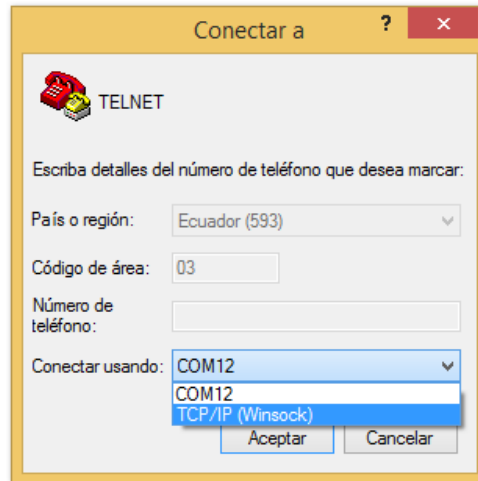 Conectar a
?
×
TELNET
Escriba detalles del número de teléfono que desea marcar:
País o región:
Ecuador (593)
Código de área:
03
Número de
teléfono:
Conectar usando:
COM12
COM12
TCP/IP (Winsock)
Aceptar
Cancelar